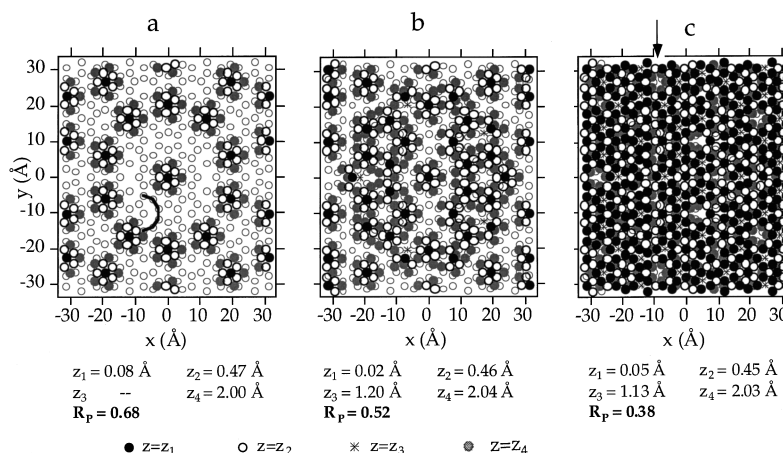 a b c
30 20 10 0 -10 -20 -30
y (Å)
-30 -20 -10 0 10 20 30
-30 -20 -10 0 10 20 30
-30 -20 -10 0 10 20 30
x (Å) x (Å) x (Å)
z1 = 0.08 Å z2 = 0.47 Å
z3 -- z4 = 2.00 Å
RP = 0.68
z1 = 0.02 Å z2 = 0.46 Å
z3 = 1.20 Å z4 = 2.04 Å
RP = 0.52
z1 = 0.05 Å z2 = 0.45 Å
z3 = 1.13 Å z4 = 2.03 Å
RP = 0.38
z=z1 z=z2 z=z3 z=z4